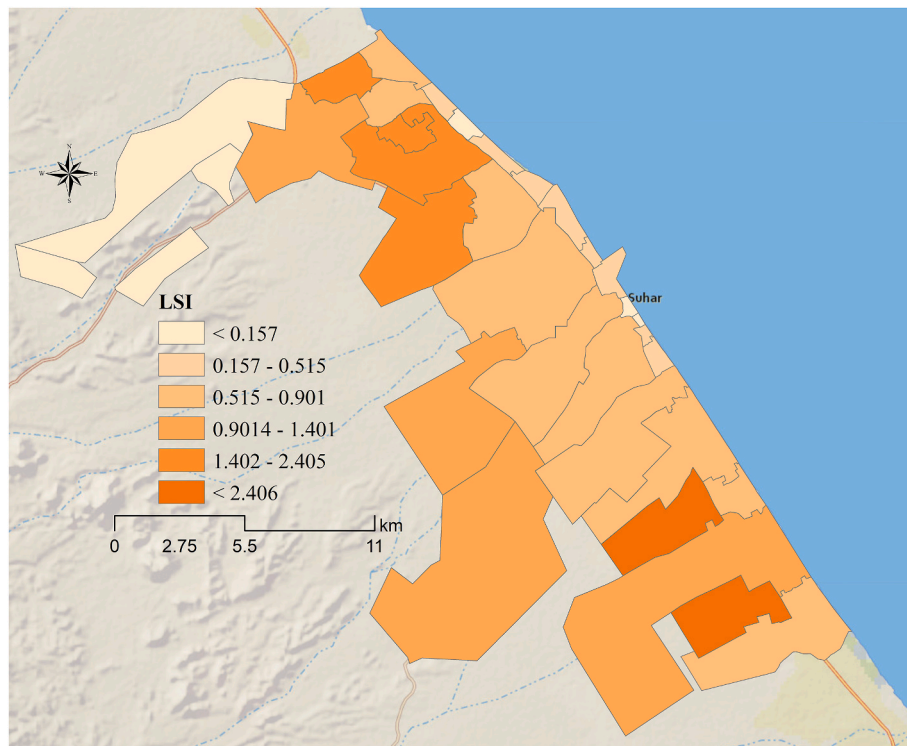 N
W E
S
Suhar
LSI
< 0.157
0.157 - 0.515
0.515 - 0.901
0.9014 - 1.401
1.402 - 2.405
< 2.406
km
0 2.75 5.5 11